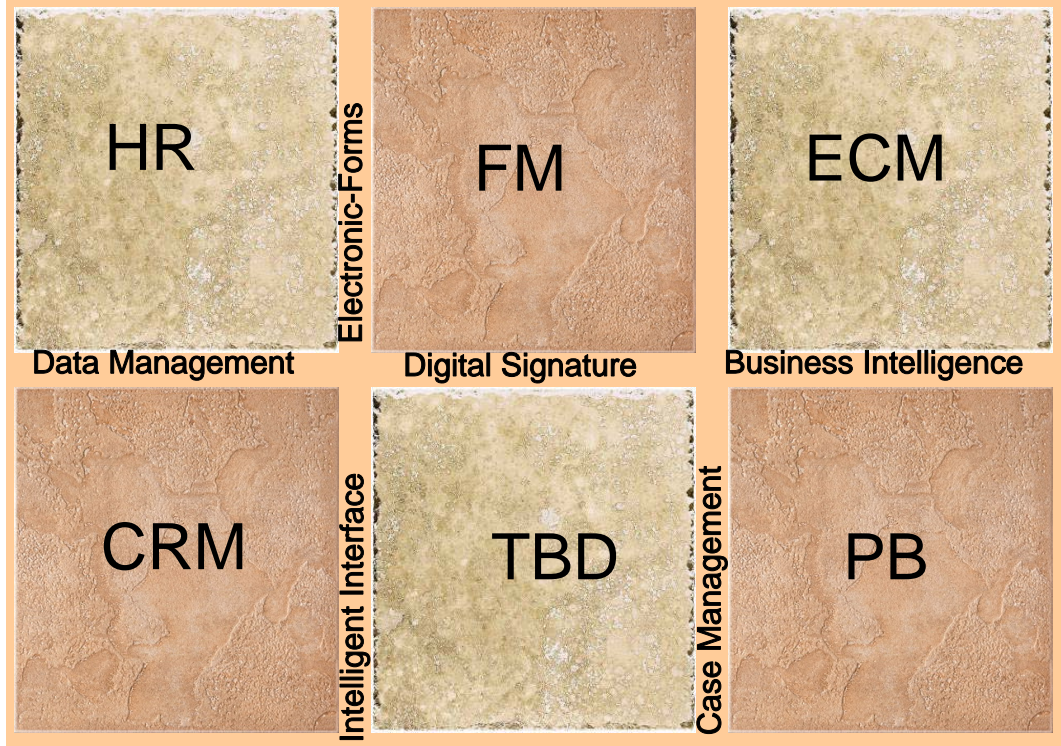 HR
Electronic-Forms
FM
ECM
Data Management
Digital Signature
Business Intelligence
CRM
Intelligent Interface
TBD
Case Management
PB